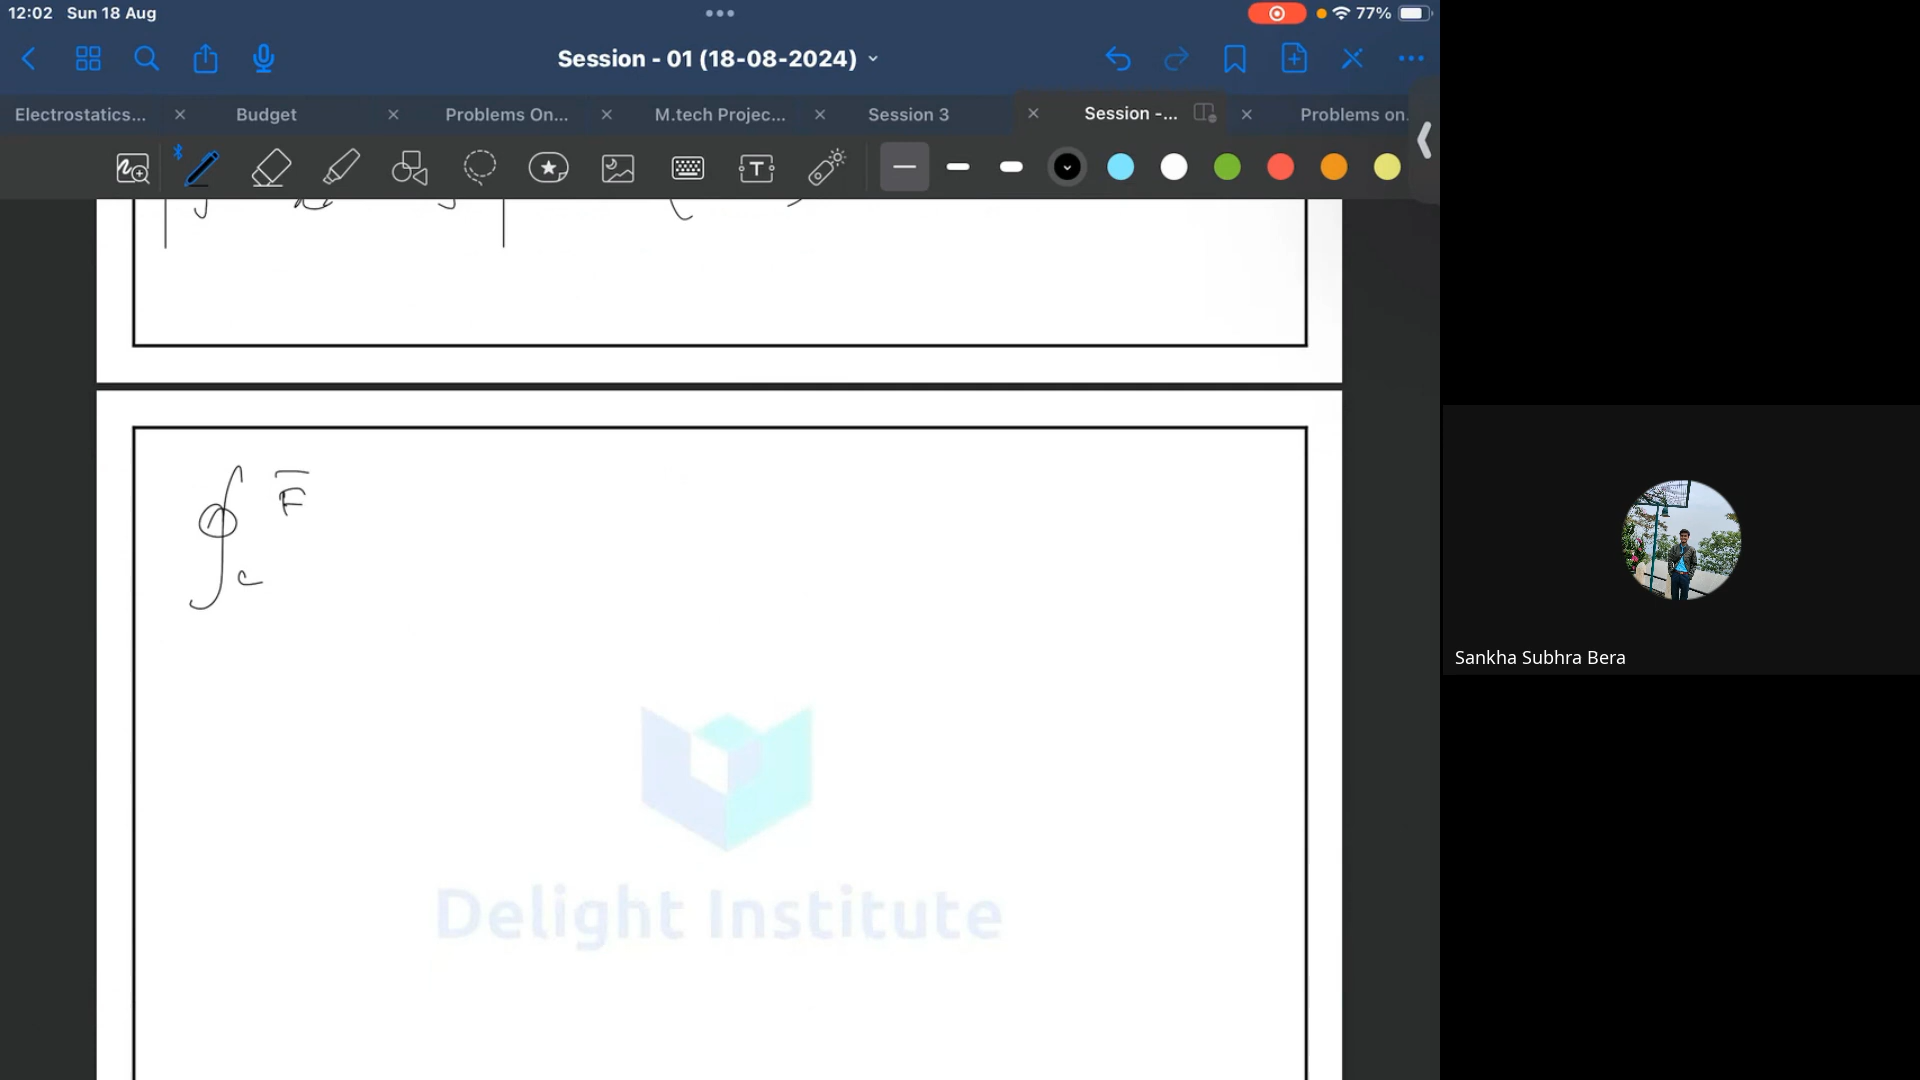 12:02 Sun 18 Aug
77%
Session - 01 (18-08-2024)
Electrostatics...
Budget
Problems On...
M.tech Projec...
Session 3
Session -...
Problems on.
∮ F̅
c
Delight Institute
Sankha Subhra Bera